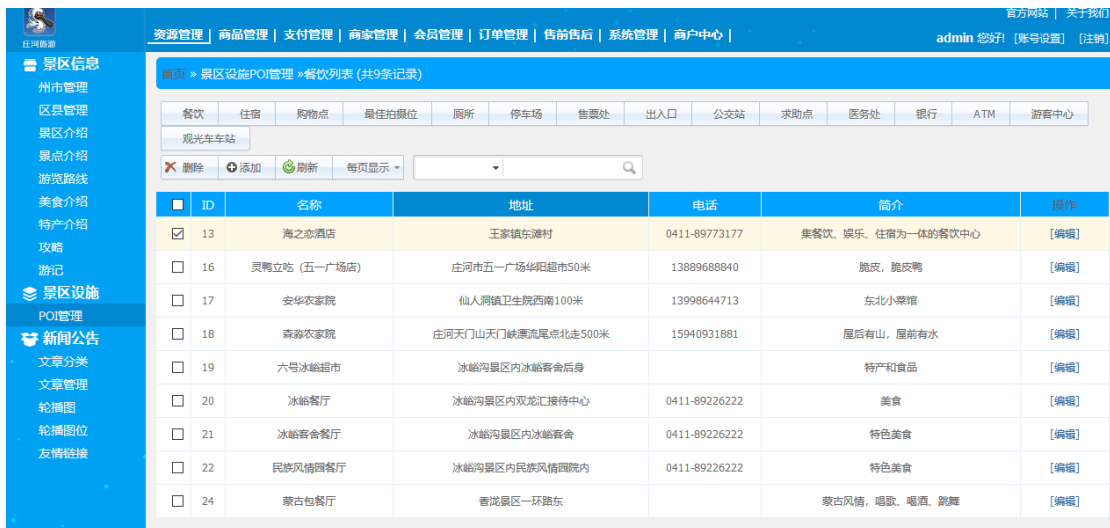 官方网站 | 关于我们
庄河旅游
资源管理 | 商品管理 | 支付管理 | 商家管理 | 会员管理 | 订单管理 | 售前售后 | 系统管理 | 商户中心 |
admin 您好! [账号设置] [注销]
景区信息
州市管理
区县管理
景区介绍
景点介绍
游览路线
美食介绍
特产介绍
攻略
游记
景区设施
POI管理
新闻公告
文章分类
文章管理
轮播图
轮播图位
友情链接
首页 » 景区设施POI管理 »餐饮列表 (共9条记录)
餐饮 住宿 购物点 最佳拍摄位 厕所 停车场 售票处 出入口 公交站 求助点 医务处 银行 ATM 游客中心
观光车车站
删除 添加 刷新 每页显示
ID 名称 地址 电话 简介 操作
13 海之恋酒店 王家镇东滩村 0411-89773177 集餐饮、娱乐、住宿为一体的餐饮中心 [编辑]
16 灵鸭立吃 (五一广场店) 庄河市五一广场华阳超市50米 13889688840 脆皮, 脆皮鸭 [编辑]
17 安华农家院 仙人洞镇卫生院西南100米 13998644713 东北小菜馆 [编辑]
18 森淼农家院 庄河天门山天门峡漂流尾点北走500米 15940931881 屋后有山, 屋前有水 [编辑]
19 六号冰峪超市 冰峪沟景区内冰峪客舍后身 特产和食品 [编辑]
20 冰峪餐厅 冰峪沟景区内双龙汇接待中心 0411-89226222 美食 [编辑]
21 冰峪客舍餐厅 冰峪沟景区内冰峪客舍 0411-89226222 特色美食 [编辑]
22 民族风情园餐厅 冰峪沟景区内民族风情园院内 0411-89226222 特色美食 [编辑]
24 蒙古包餐厅 香泷景区一环路东 蒙古风情, 唱歌、喝酒、跳舞 [编辑]